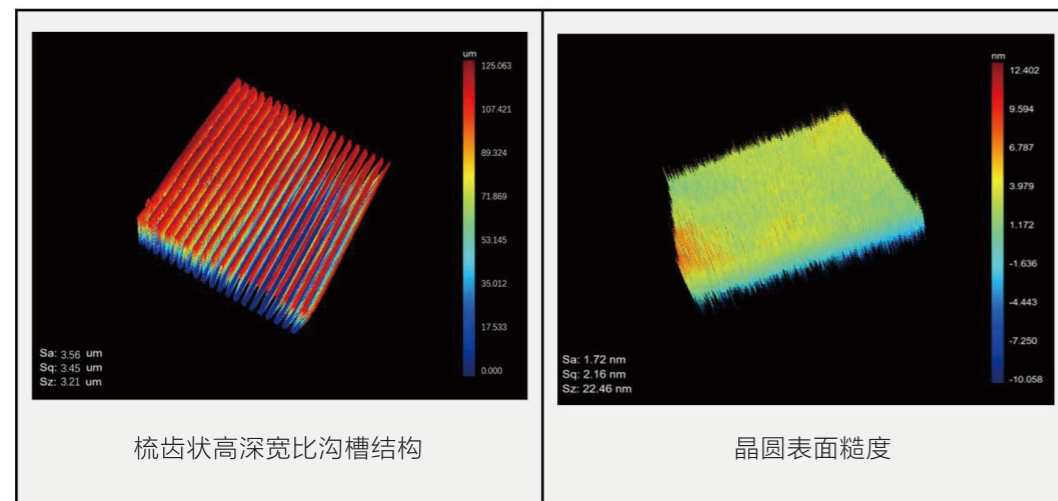 um
125.063
107.421
89.324
71.869
53.145
35.012
17.533
0.000
Sa: 3.56 um
Sq: 3.45 um
Sz: 3.21 um
梳齿状高深宽比沟槽结构
nm
12.402
9.594
6.787
3.979
1.172
-1.636
-4.443
-7.250
-10.058
Sa: 1.72 nm
Sq: 2.16 nm
Sz: 22.46 nm
晶圆表面糙度